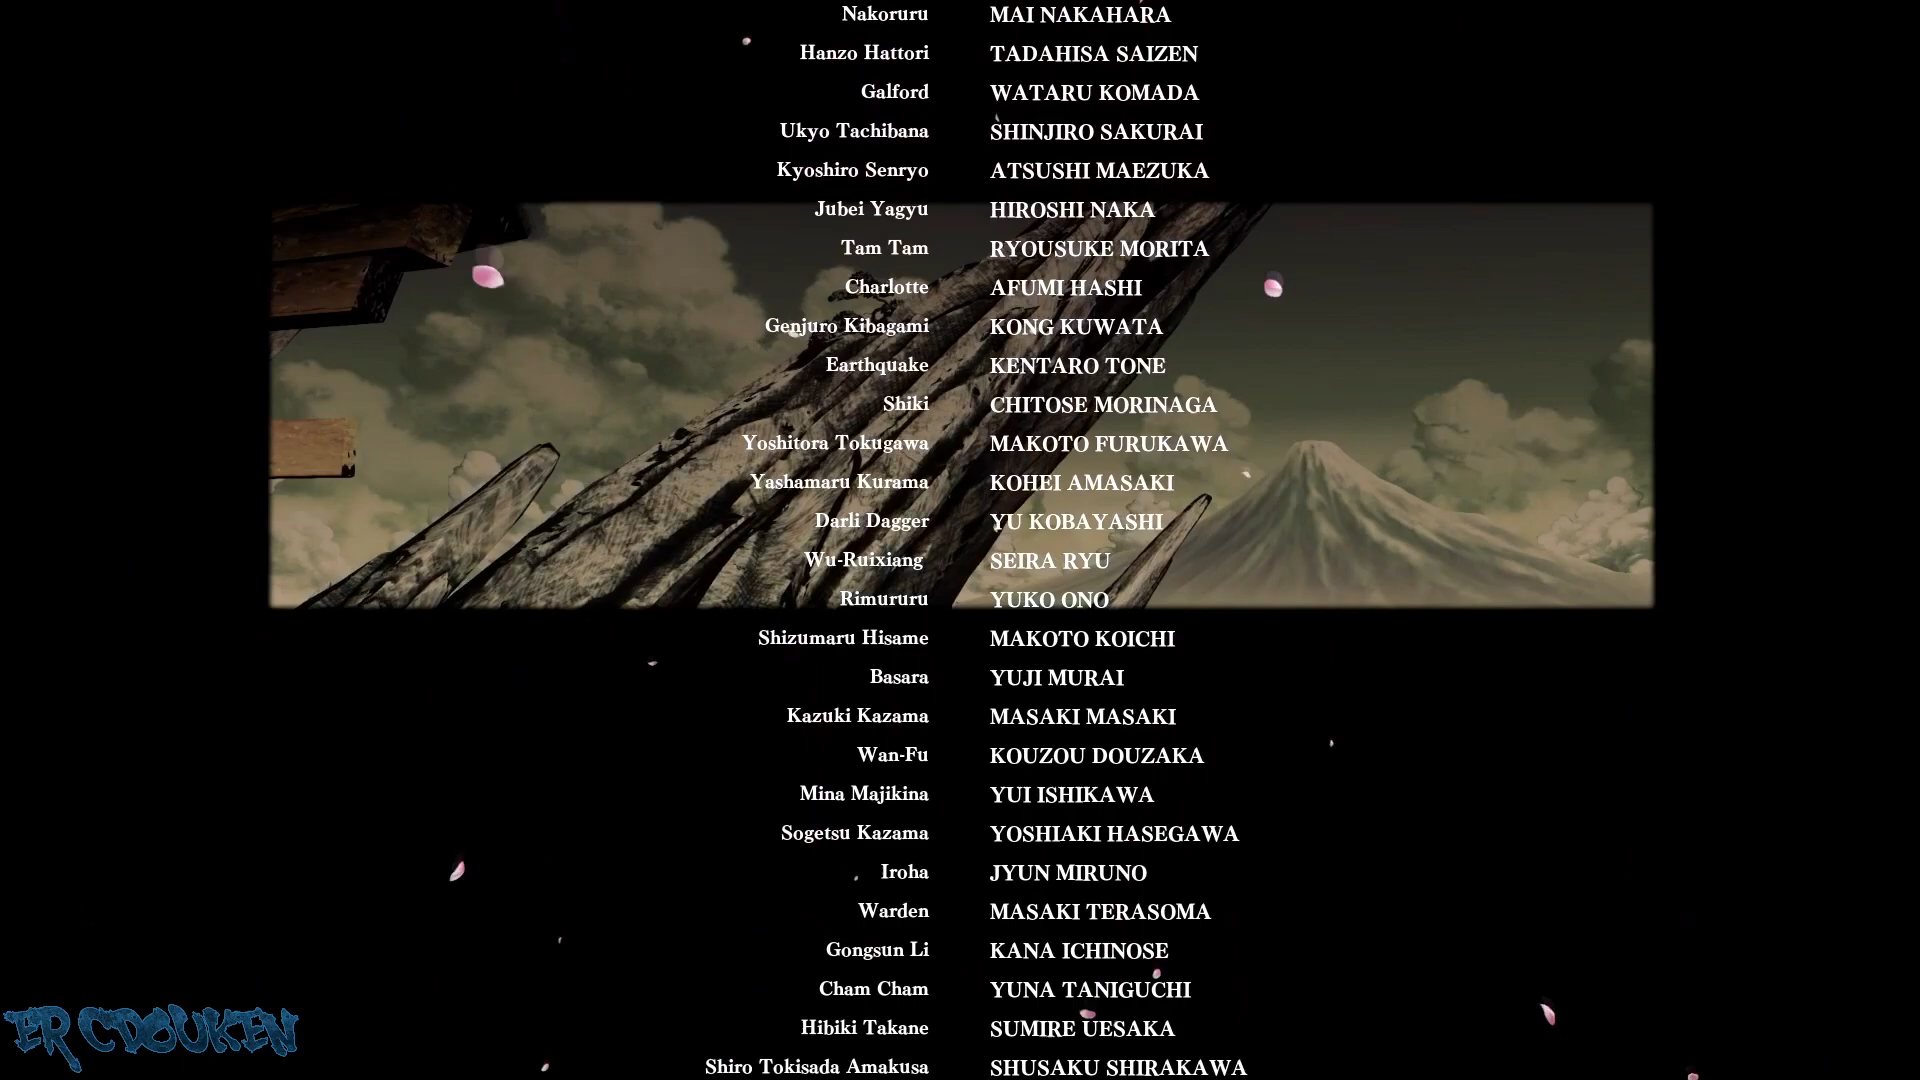 Nakoruru MAI NAKAHARA
Hanzo Hattori TADAHISA SAIZEN
Galford WATARU KOMADA
Ukyo Tachibana SHINJIRO SAKURAI
Kyoshiro Senryo ATSUSHI MAEZUKA
Jubei Yagyu HIROSHI NAKA
Tam Tam RYOUSUKE MORITA
Charlotte AFUMI HASHI
Genjuro Kibagami KONG KUWATA
Earthquake KENTARO TONE
Shiki CHITOSE MORINAGA
Yoshitora Tokugawa MAKOTO FURUKAWA
Yashamaru Kurama KOHEI AMASAKI
Darli Dagger YU KOBAYASHI
Wu-Ruixiang SEIRA RYU
Rimururu YUKO ONO
Shizumaru Hisame MAKOTO KOICHI
Basara YUJI MURAI
Kazuki Kazama MASAKI MASAKI
Wan-Fu KOUZOU DOUZAKA
Mina Majikina YUI ISHIKAWA
Sogetsu Kazama YOSHIAKI HASEGAWA
Iroha JYUN MIRUNO
Warden MASAKI TERASOMA
Gongsun Li KANA ICHINOSE
Cham Cham YUNA TANIGUCHI
Hibiki Takane SUMIRE UESAKA
Shiro Tokisada Amakusa SHUSAKU SHIRAKAWA
ER CDOUKEN